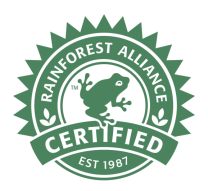 RAINFOREST ALLIANCE
TM
CERTIFIED
EST 1987